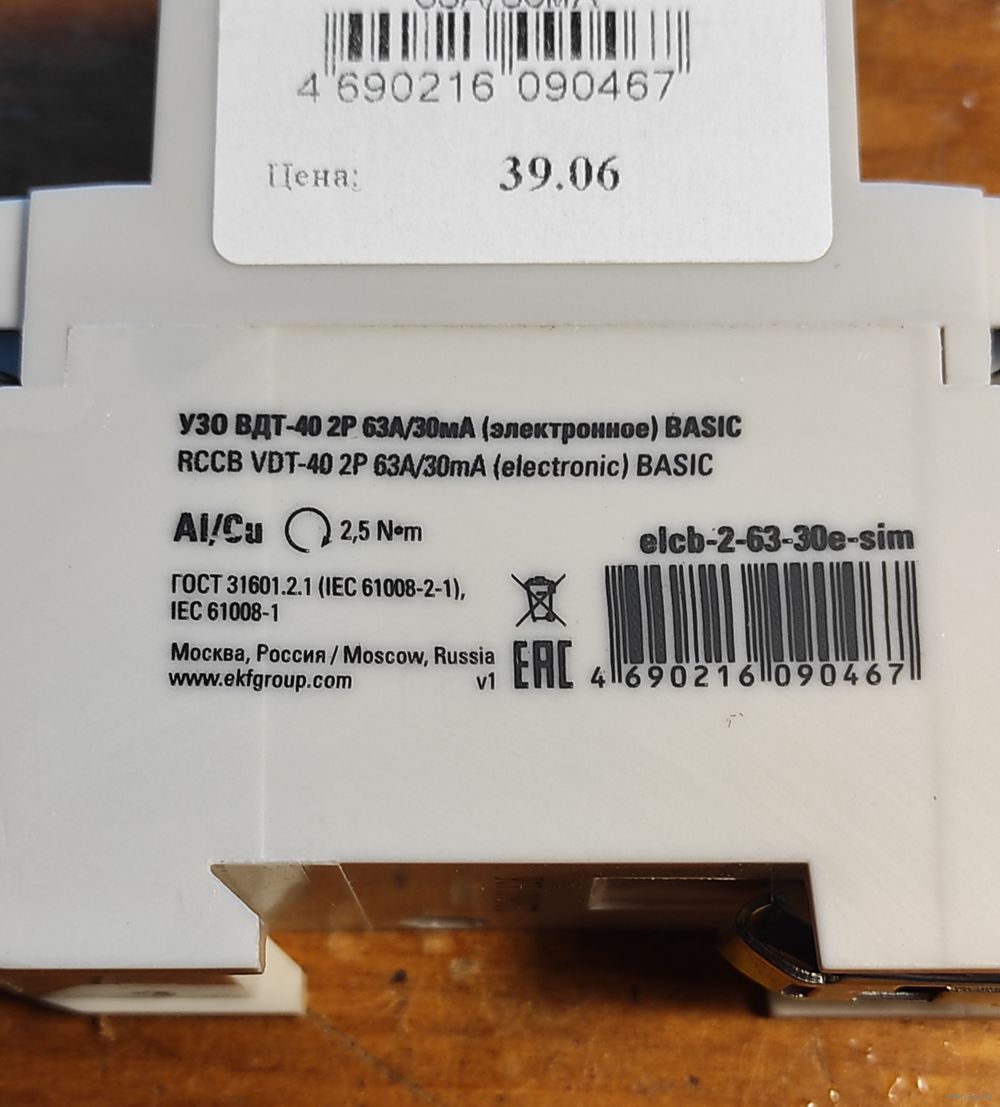 63А/30мА
4 690216 090467
Цена: 39.06
УЗО ВДТ-40 2P 63А/30мА (электронное) BASIC
RCCB VDT-40 2P 63A/30mA (electronic) BASIC
Al/Cu 2,5 N•m
elcb-2-63-30e-sim
ГОСТ 31601.2.1 (IEC 61008-2-1),
IEC 61008-1
Москва, Россия / Moscow, Russia
www.ekfgroup.com v1
EAC
4 690216 090467